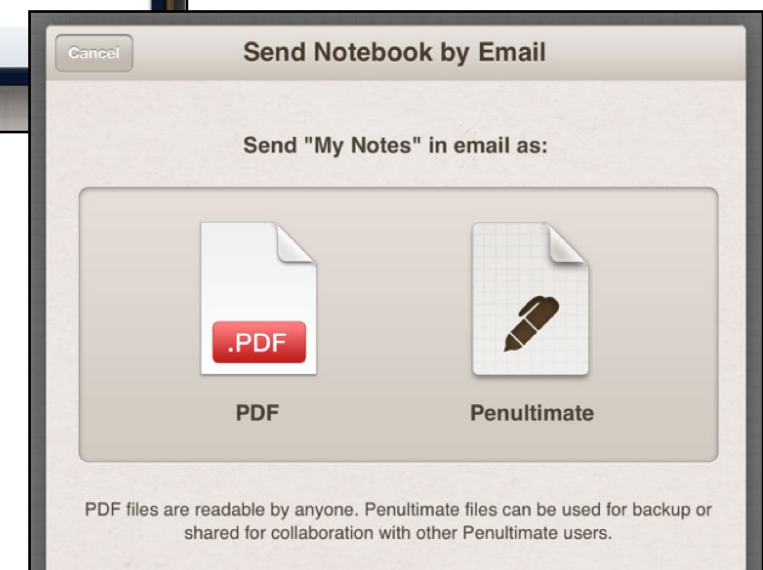 Cancel
Send Notebook by Email
Send "My Notes" in email as:
.PDF
PDF
Penultimate
PDF files are readable by anyone. Penultimate files can be used for backup or
shared for collaboration with other Penultimate users.